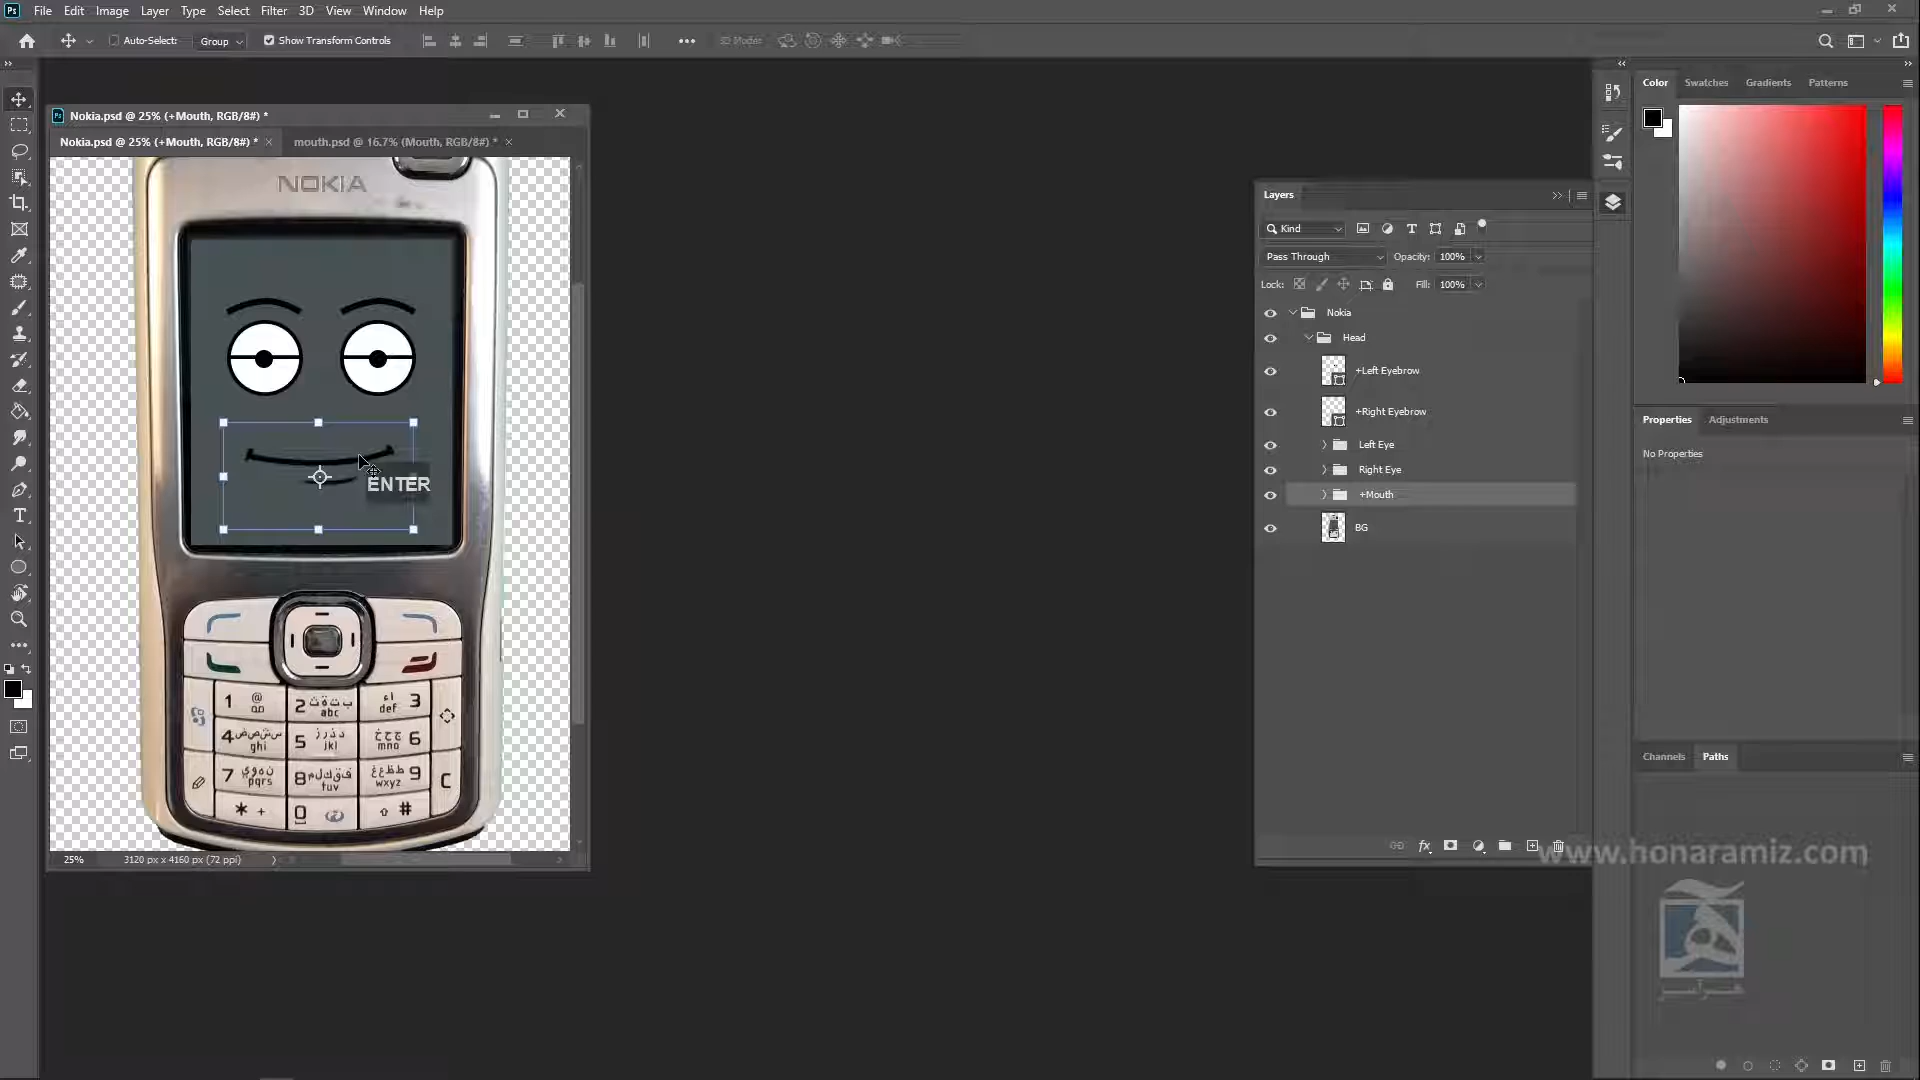 Ps File Edit Image Layer Type Select Filter 3D View Window Help
Auto-Select: Group Show Transform Controls 3D Mode:
Nokia.psd @ 25% (+Mouth, RGB/8#) *
Nokia.psd @ 25% (+Mouth, RGB/8#) * mouth.psd @ 16.7% (Mouth, RGB/8#) *
NOKIA
ENTER
1 @
2 ب ت ة ث abc
3 ا ء def
4 س ش ص ض ghi
5 د ذ ر ز jkl
6 ج ح خ mno
7 ن ه و ي pqrs
8 ف ق ك ل م tuv
9 ط ظ ع غ wxyz
C
* +
0
#
25% 3120 px x 4160 px (72 ppi)
Layers
Kind
Pass Through Opacity: 100%
Lock: Fill: 100%
Nokia
Head
+Left Eyebrow
+Right Eyebrow
Left Eye
Right Eye
+Mouth
BG
fx
Color Swatches Gradients Patterns
Properties Adjustments
No Properties
Channels Paths
www.honaramiz.com